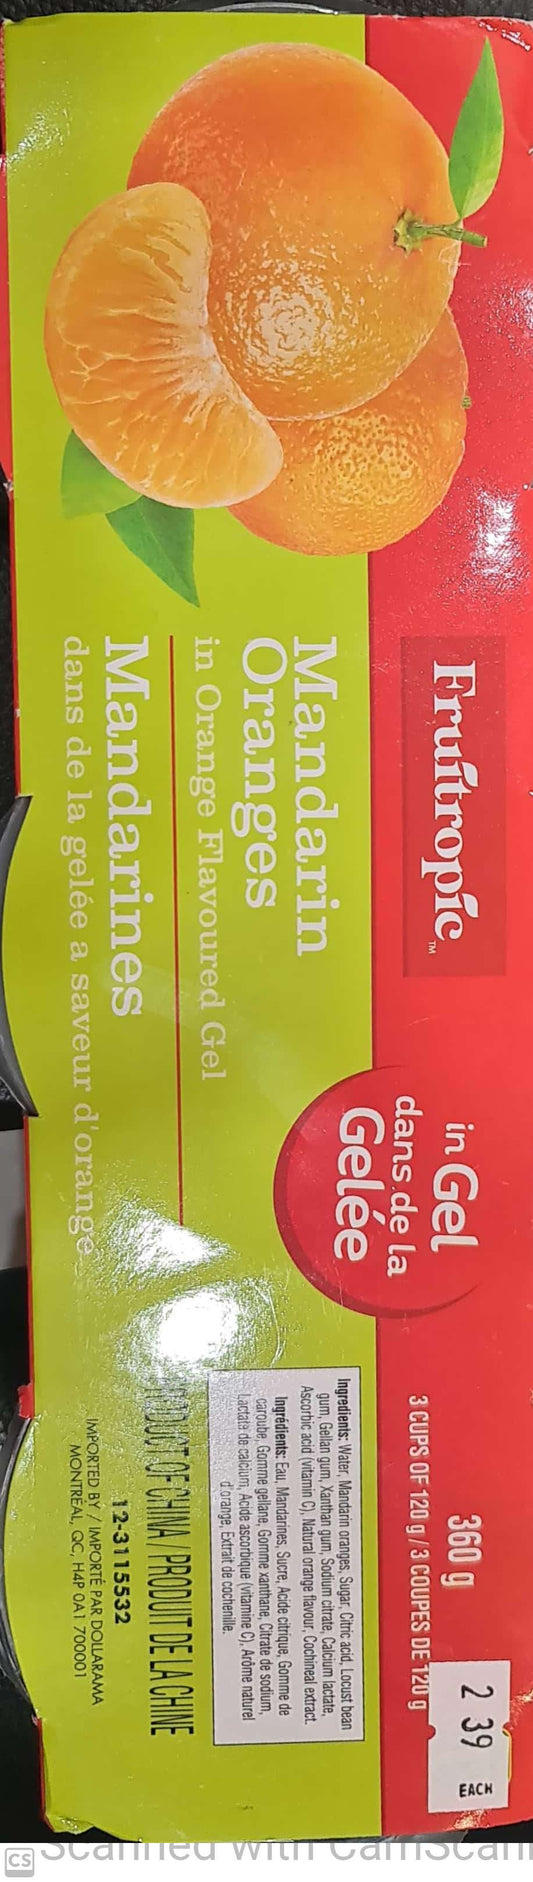 Fruitropic™
in Gel
dans de la
Gelée
360 g
3 CUPS OF 120 g / 3 COUPES DE 120 g
2 39
EACH
Mandarin
Oranges
in Orange Flavoured Gel
Mandarines
dans de la gelée a saveur d'orange
Ingredients: Water, Mandarin oranges, Sugar, Citric acid, Locust bean
gum, Gellan gum, Xanthan gum, Sodium citrate, Calcium lactate,
Ascorbic acid (vitamin C), Natural orange flavour, Cochineal extract.
Ingrédients: Eau, Mandarines, Sucre, Acide citrique, Gomme de
caroube, Gomme gellane, Gomme xanthane, Citrate de sodium,
Lactate de calcium, Acide ascorbique (vitamine C), Arôme naturel
d'orange, Extrait de cochenille.
PRODUCT OF CHINA / PRODUIT DE LA CHINE
12-3115532
IMPORTED BY / IMPORTÉ PAR DOLLARAMA
MONTRÉAL, QC, H4P 0A1 700001
CS Scanned with CamScan